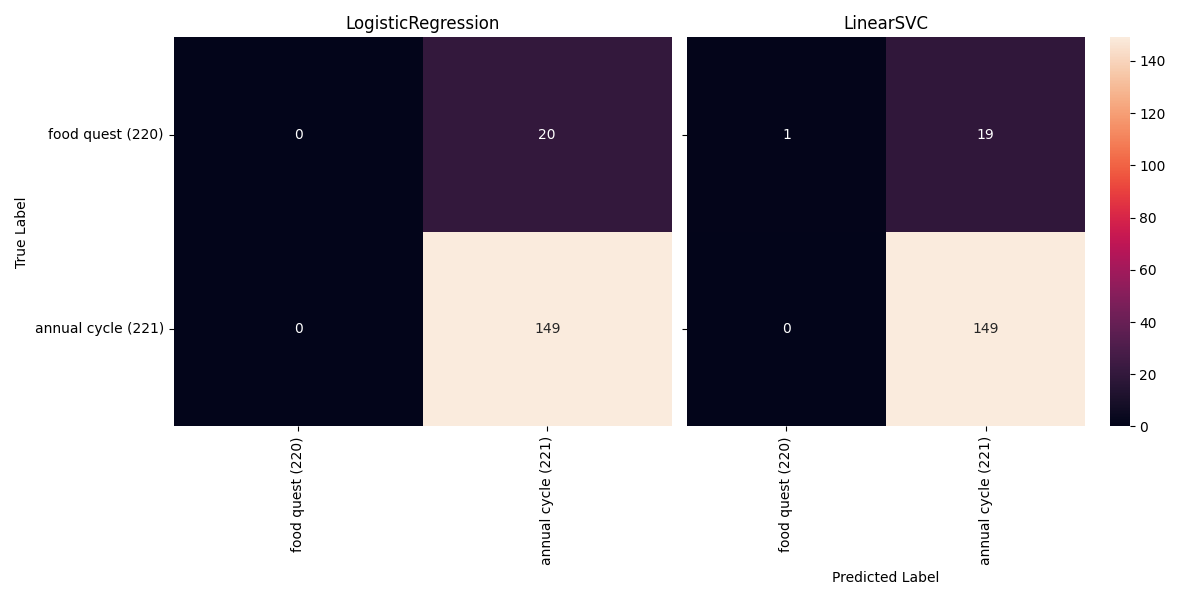 LogisticRegression
LinearSVC
True Label
food quest (220)
annual cycle (221)
0
20
0
149
1
19
0
149
140
120
100
80
60
40
20
0
food quest (220)
annual cycle (221)
food quest (220)
annual cycle (221)
Predicted Label